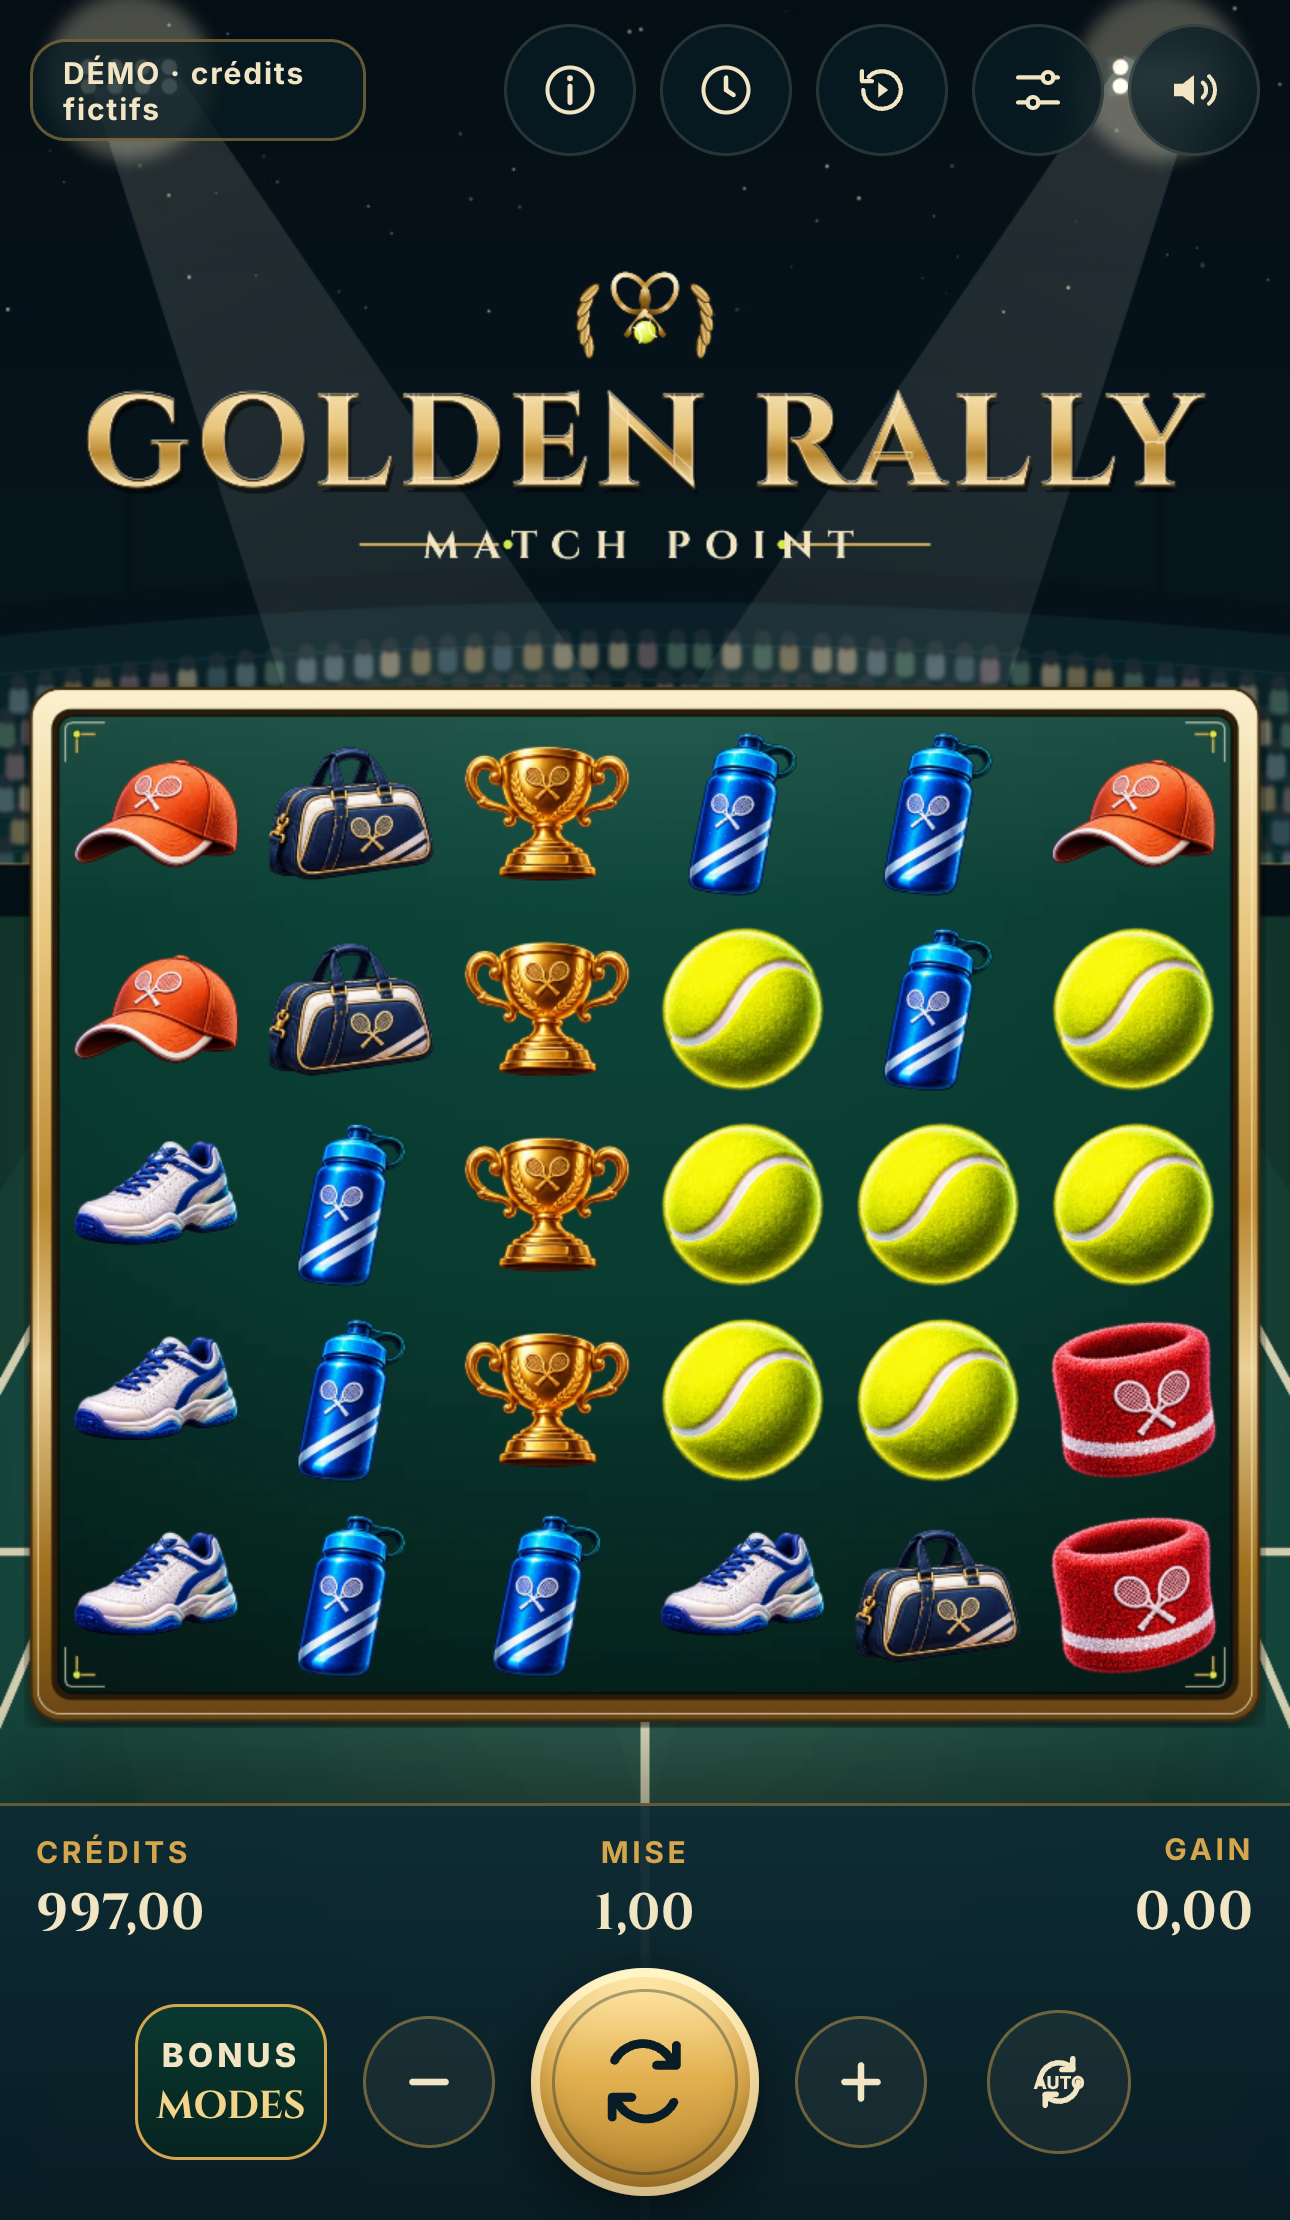 DÉMO · crédits
fictifs
GOLDEN RALLY
MATCH POINT
CRÉDITS
MISE
GAIN
997,00
1,00
0,00
BONUS
MODES
AUTO